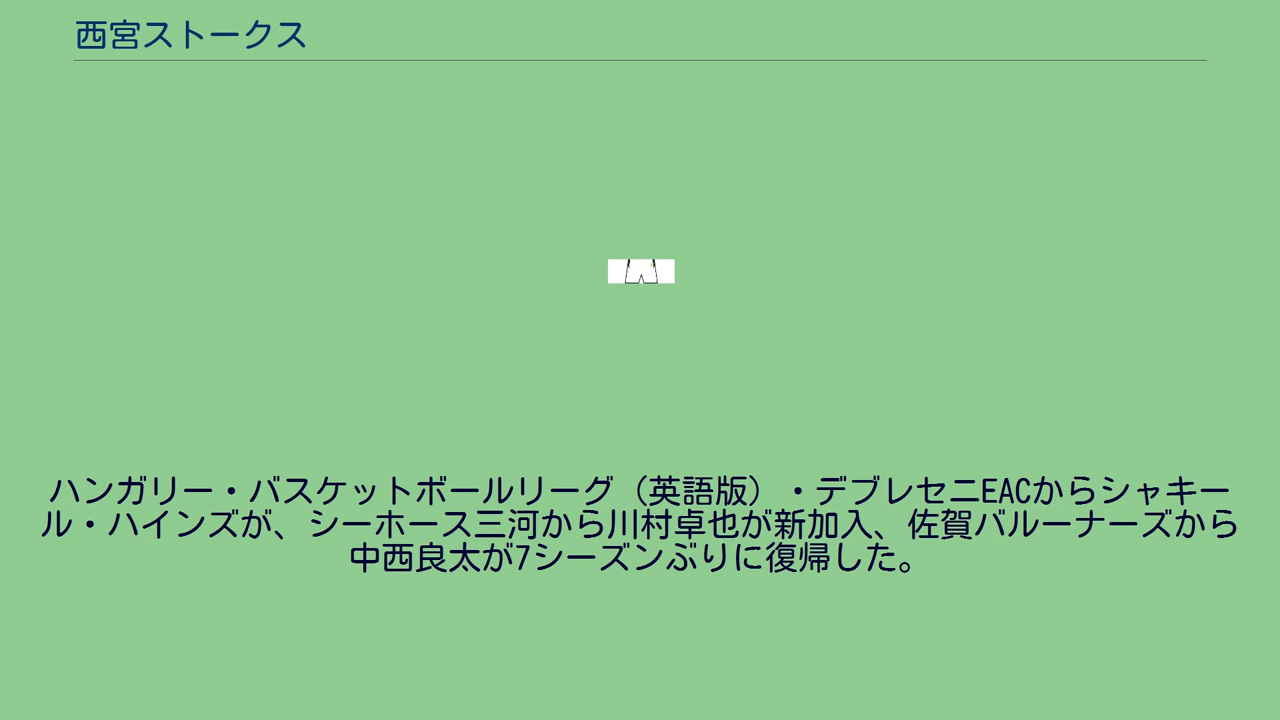 西宮ストークス
ハンガリー・バスケットボールリーグ（英語版）・デブレセニEACからシャキー
ル・ハインズが、シーホース三河から川村卓也が新加入、佐賀バルーナーズから
中西良太が7シーズンぶりに復帰した。